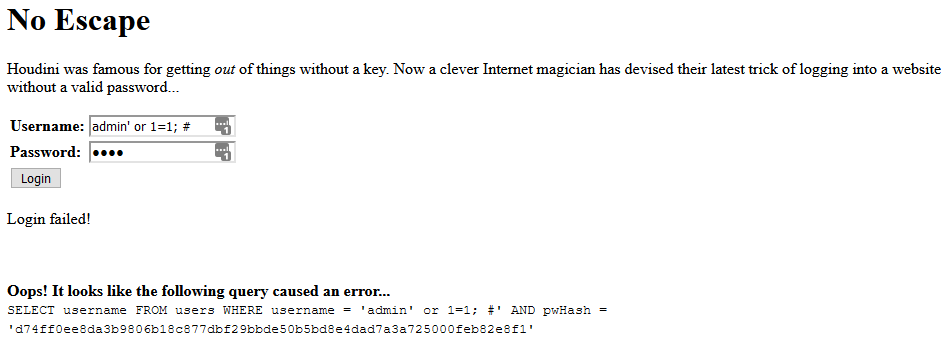 No Escape
Houdini was famous for getting out of things without a key. Now a clever Internet magician has devised their latest trick of logging into a website
without a valid password...
Username: admin' or 1=1; #
Password: ••••
Login
Login failed!
Oops! It looks like the following query caused an error...
SELECT username FROM users WHERE username = 'admin' or 1=1; #' AND pwHash =
'd74ff0ee8da3b9806b18c877dbf29bbde50b5bd8e4dad7a3a725000feb82e8f1'